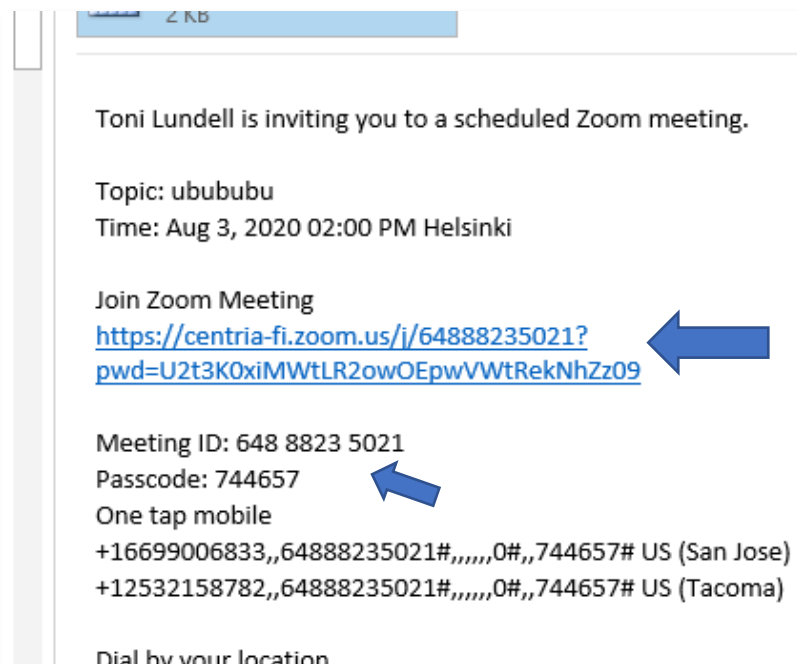 2 KB
Toni Lundell is inviting you to a scheduled Zoom meeting.
Topic: ubububu
Time: Aug 3, 2020 02:00 PM Helsinki
Join Zoom Meeting
https://centria-fi.zoom.us/j/64888235021?
pwd=U2t3K0xiMWtLR2owOEpwVWtRekNhZz09
Meeting ID: 648 8823 5021
Passcode: 744657
One tap mobile
+16699006833,,64888235021#,,,,,,0#,,744657# US (San Jose)
+12532158782,,64888235021#,,,,,,0#,,744657# US (Tacoma)
Dial by your location